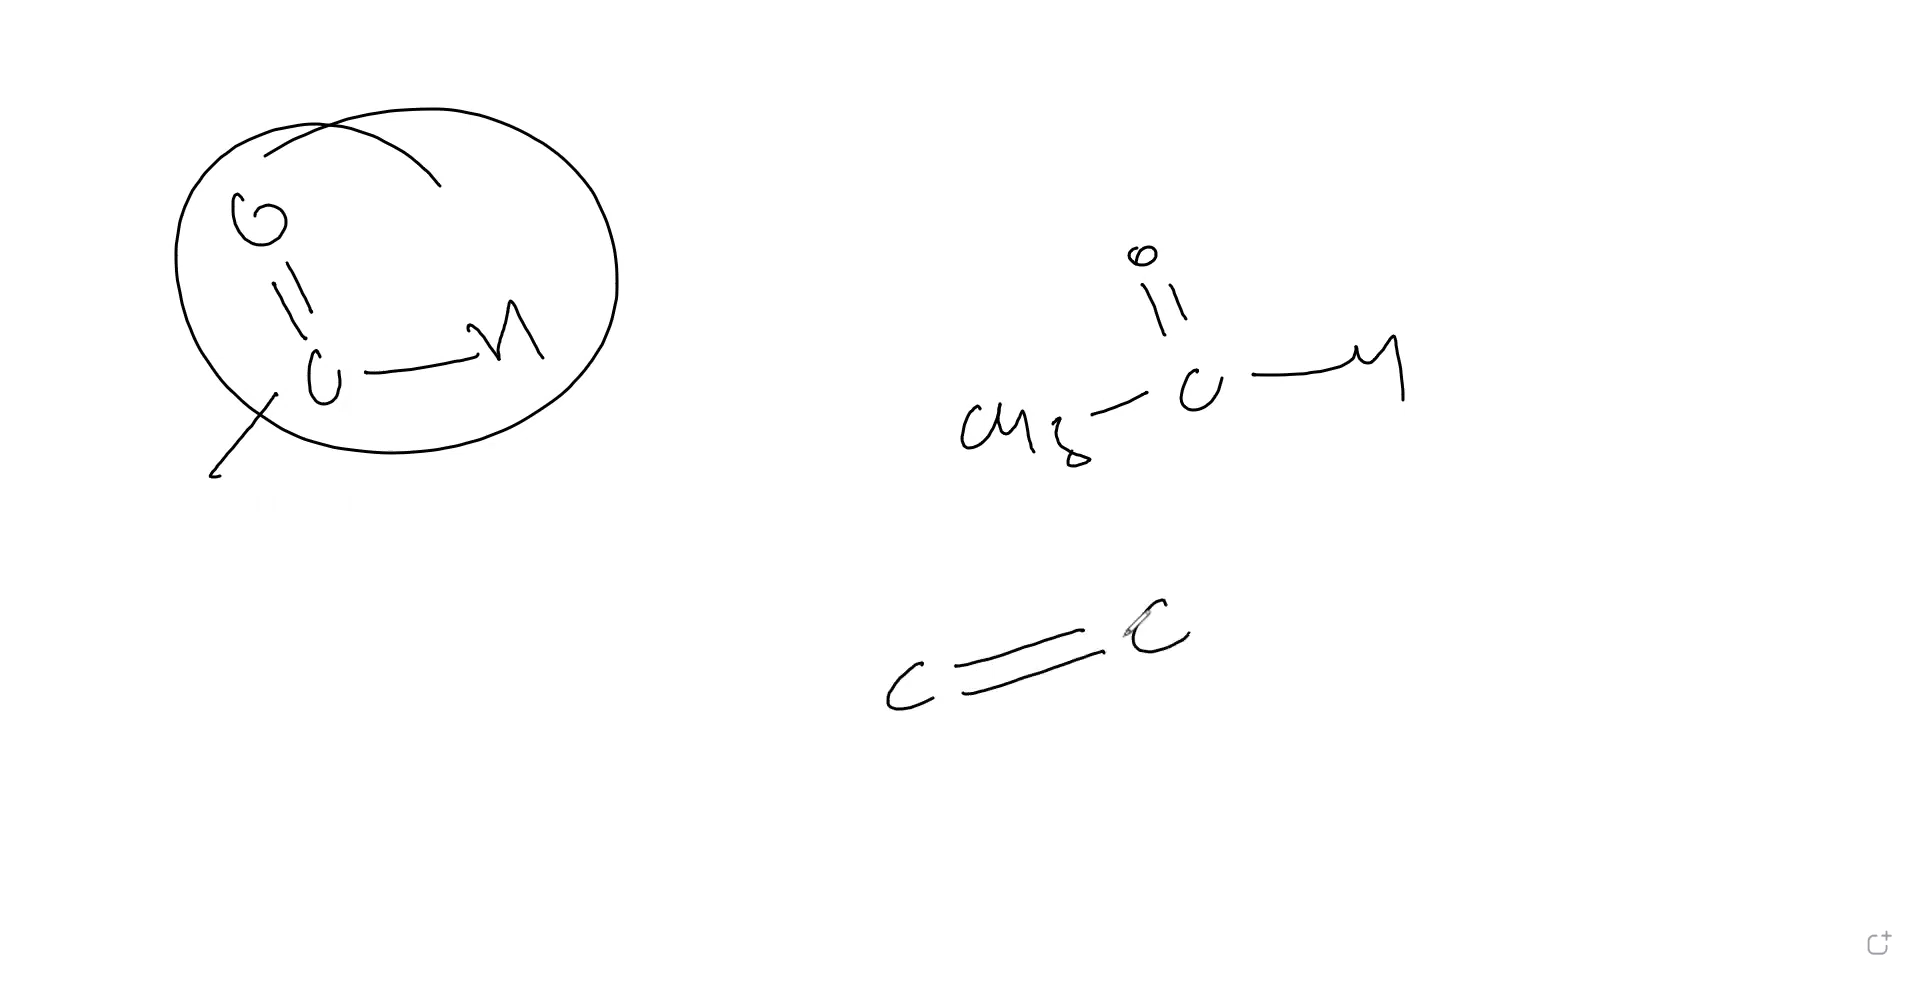 O
||
C — H
O
||
CH3 — C — H
C = C